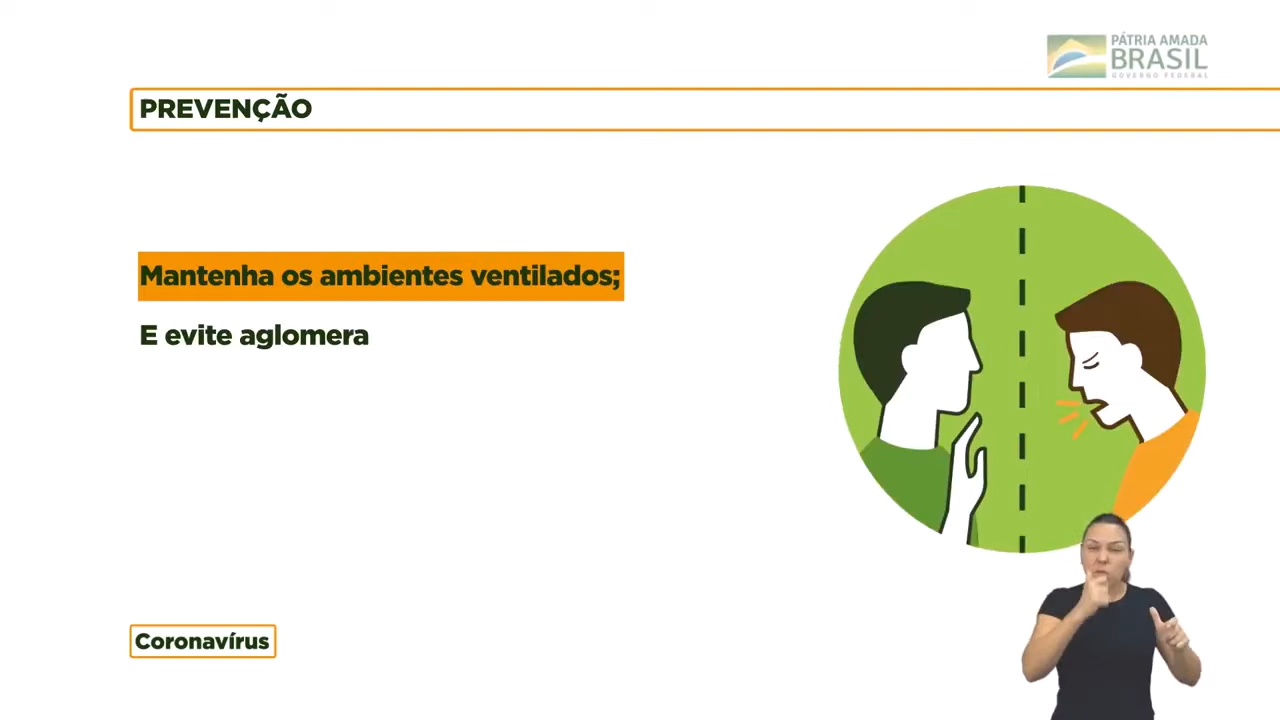 PÁTRIA AMADA
BRASIL
GOVERNO FEDERAL
PREVENÇÃO
Mantenha os ambientes ventilados;
E evite aglomera
Coronavírus